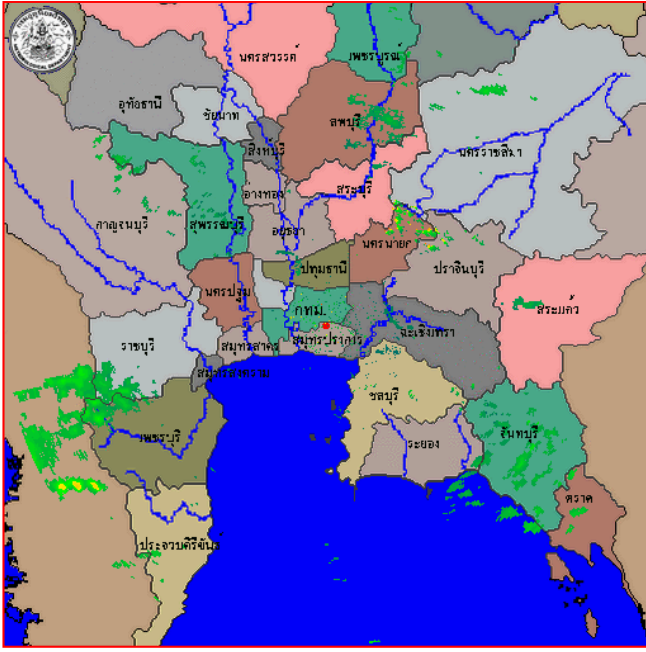 นครสวรรค์
เพชรบูรณ์
อุทัยธานี
ชัยนาท
ลพบุรี
สิงห์บุรี
นครราชสีมา
สระบุรี
อ่างทอง
กาญจนบุรี
สุพรรณบุรี
อยุธยา
นครนายก
ปราจีนบุรี
ปทุมธานี
นครปฐม
กทม.
สระแก้ว
ฉะเชิงเทรา
ราชบุรี
สมุทรสาคร
สมุทรปราการ
สมุทรสงคราม
ชลบุรี
เพชรบุรี
ระยอง
จันทบุรี
ตราด
ประจวบคีรีขันธ์